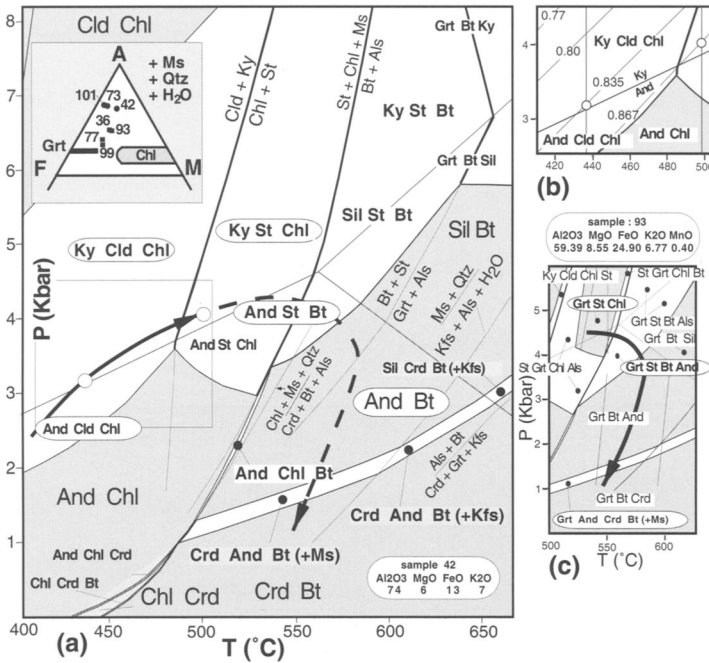 Cld Chl
A
+ Ms
+ Qtz
+ H2O
101
73
42
36
93
77
99
Grt
Chl
F
M
8
7
6
5
4
3
2
1
P (Kbar)
Cld + Ky
Chl + St
St + Chl + Ms
Bt + Als
Grt Bt Ky
Ky St Bt
Grt Bt Sil
Ky St Chl
Sil St Bt
Sil Bt
Ky Cld Chl
And St Bt
And St Chl
Bt + St
Grt + Als
Ms + Qtz
Kfs + Als + H2O
Chl + Ms + Qtz
Crd + Bt + Als
Sil Crd Bt (+Kfs)
And Cld Chl
And Bt
And Chl Bt
Als + Bt
Crd + Grt + Kfs
And Chl
Crd And Bt (+Kfs)
And Chl Crd
Crd And Bt (+Ms)
Chl Crd Bt
Chl Crd
Crd Bt
sample 42
Al2O3 MgO FeO K2O
74 6 13 7
400
500
550
600
650
(a)
T (°C)
0.77
0.80
Ky Cld Chl
0.835
Ky
And
0.867
And Cld Chl
And Chl
4
3
420
440
460
480
500
(b)
sample : 93
Al2O3 MgO FeO K2O MnO
59.39 8.55 24.90 6.77 0.40
Ky Cld Chl St
St Grt Chl Bt
Grt St Chl
Grt St Bt Als
Grt Bt Sil
St Grt Chl Als
Grt St Bt And
Grt Bt And
Grt Bt Crd
Grt And Crd Bt (+Ms)
5
4
3
2
1
P (Kbar)
500
550
600
T (°C)
(c)